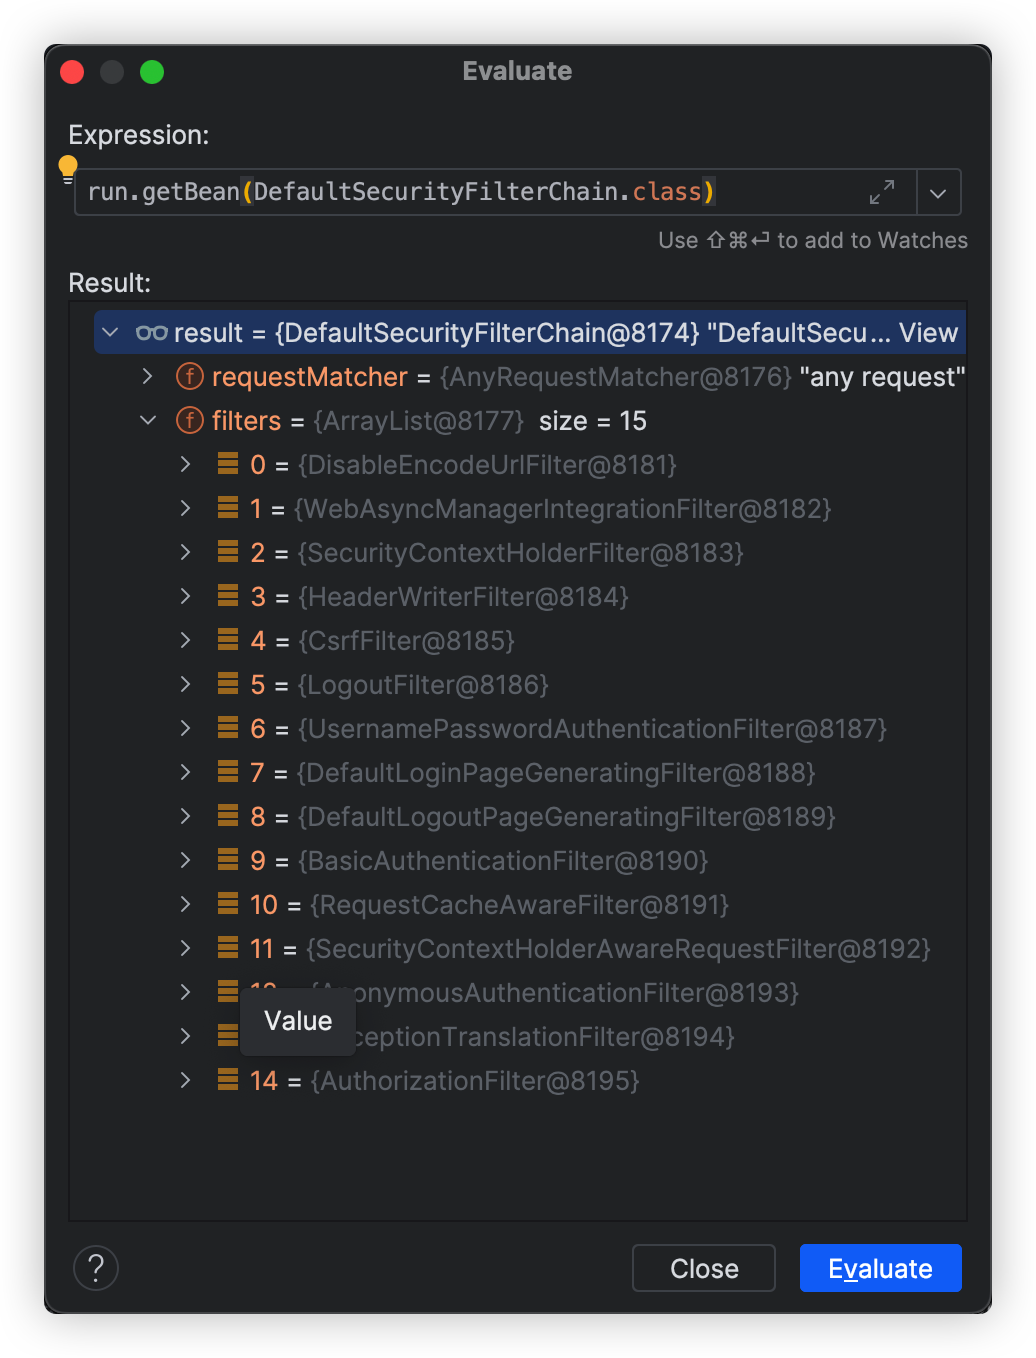 Evaluate
Expression:
run.getBean(DefaultSecurityFilterChain.class)
Use ⇧⌘⏎ to add to Watches
Result:
result = {DefaultSecurityFilterChain@8174} "DefaultSecu... View
f requestMatcher = {AnyRequestMatcher@8176} "any request"
f filters = {ArrayList@8177} size = 15
0 = {DisableEncodeUrlFilter@8181}
1 = {WebAsyncManagerIntegrationFilter@8182}
2 = {SecurityContextHolderFilter@8183}
3 = {HeaderWriterFilter@8184}
4 = {CsrfFilter@8185}
5 = {LogoutFilter@8186}
6 = {UsernamePasswordAuthenticationFilter@8187}
7 = {DefaultLoginPageGeneratingFilter@8188}
8 = {DefaultLogoutPageGeneratingFilter@8189}
9 = {BasicAuthenticationFilter@8190}
10 = {RequestCacheAwareFilter@8191}
11 = {SecurityContextHolderAwareRequestFilter@8192}
12 = {AnonymousAuthenticationFilter@8193}
Value
ceptionTranslationFilter@8194}
14 = {AuthorizationFilter@8195}
?
Close
Evaluate